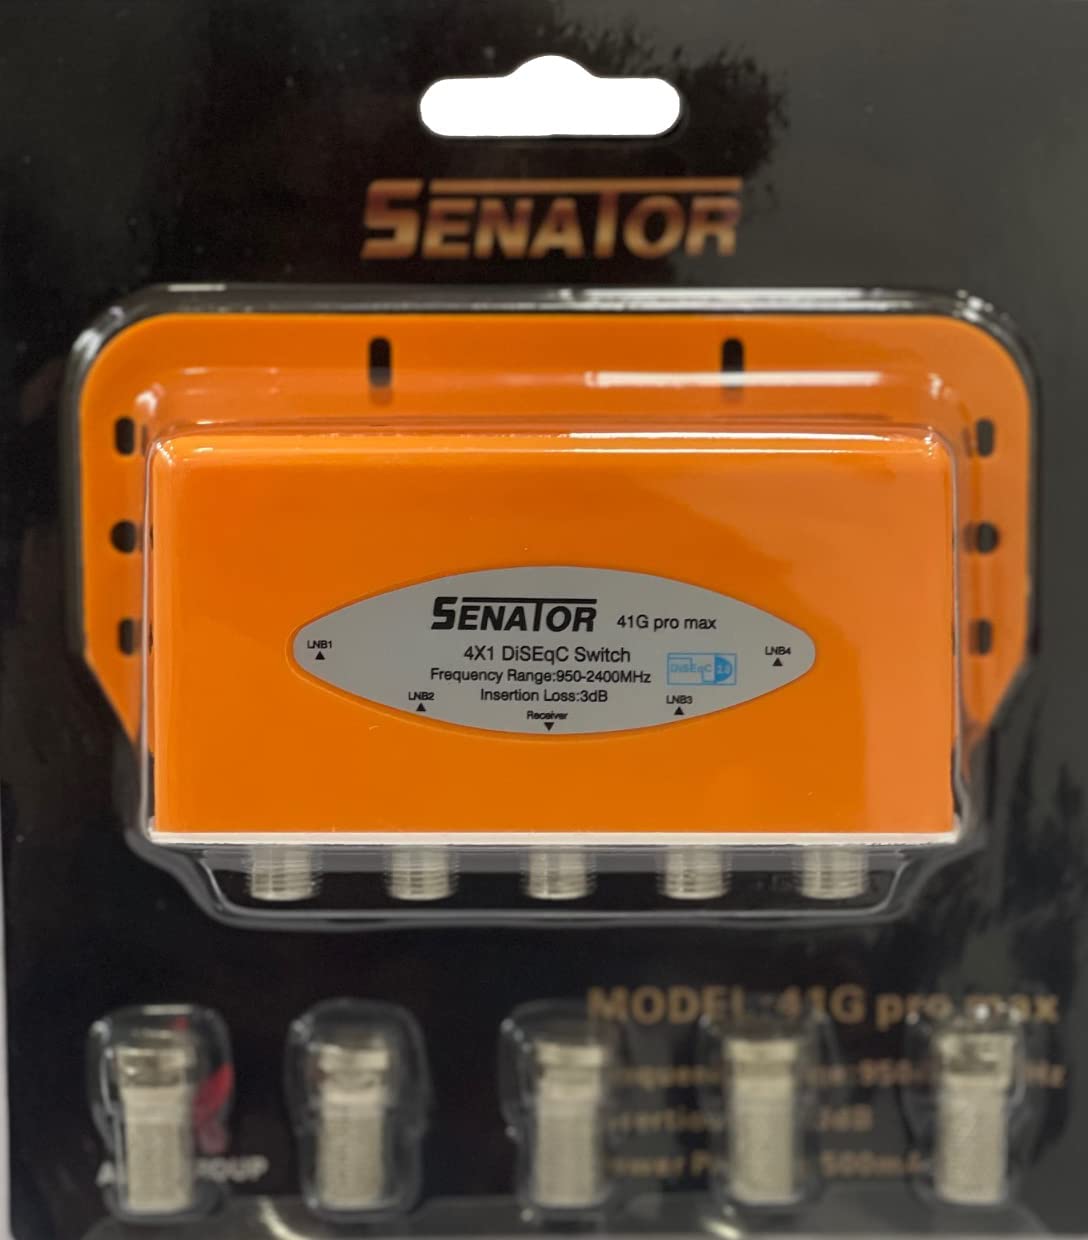 SENATOR
SENATOR 41G pro max
4X1 DiSEqC Switch
DiSEqC
Frequency Range:950-2400MHz
Insertion Loss:3dB
LNB1
LNB2
Receiver
LNB3
LNB4
MODEL:41G pro max